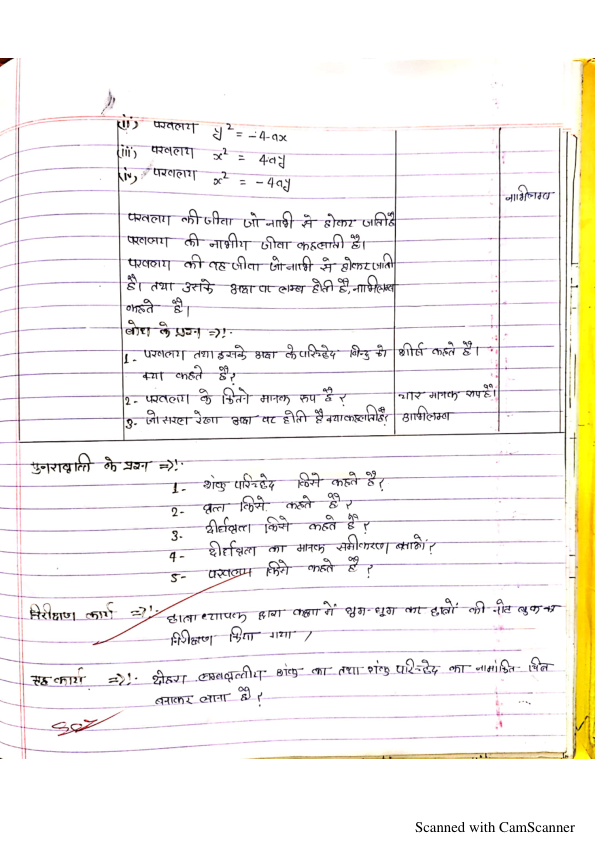 (ii) परवलय y² = -4ax
(iii) परवलय x² = 4ay
(iv) परवलय x² = -4ay
नाभिलम्ब
परवलय की जीवा जो नाभी से होकर जाती है
परवलय की नाभीय जीवा कहलाती है।
परवलय की वह जीवा जो नाभी से होकर जाती
है। तथा उसके अक्ष पर लम्ब होती है, नाभिलम्ब
कहते है।
बोध के प्रश्न =>!·
1- परवलय तथा इसके अक्ष के परिच्छेद बिन्दु को शीर्ष कहते है।
क्या कहते है?
2- परवलय के कितने मानक रूप है? चार मानक रूप है।
3- जो सरल रेखा अक्ष पर होती है क्या कहलाती है?
पुनरावृति के प्रश्न =>!·
1- शंकु परिच्छेद किसे कहते है?
2- वृत्त किसे कहते है?
3- दीर्घवृत्त किसे कहते है?
4- दीर्घवृत्त का मानक समीकरण बताओं?
5- परवलय किसे कहते है?
निरीक्षण कार्य =>!· छात्राध्यापक द्वारा कक्षा में घूम-घूम कर छात्रों की नोट बुक का
निरीक्षण किया गया /
गृह कार्य =>!· दोहरा लम्बवृत्तीय शंकु का तथा शंकु परिच्छेद का नामांकित चित्र
बनाकर लाना है?
Scanned with CamScanner